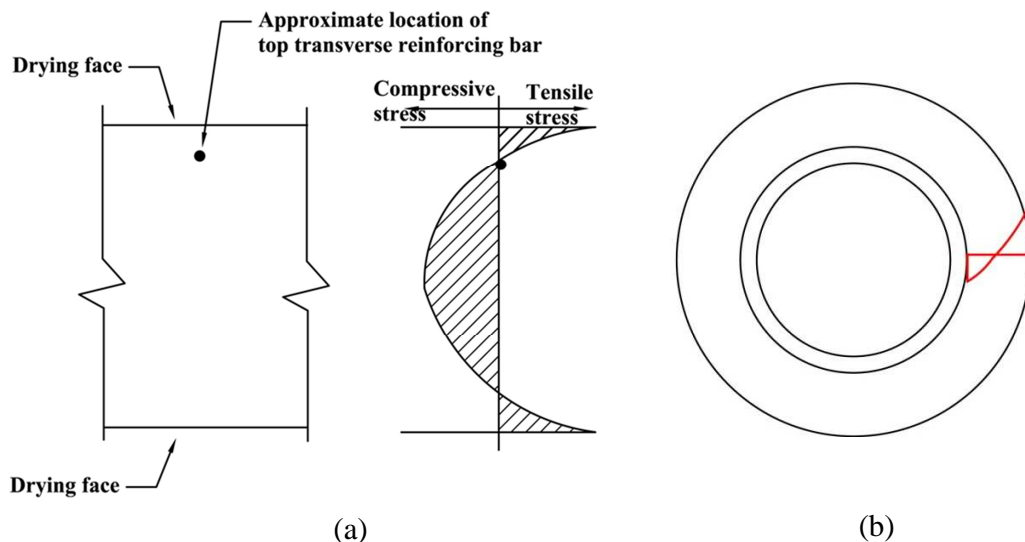 Approximate location of
top transverse reinforcing bar
Drying face
Compressive
stress
Tensile
stress
Drying face
(a)
(b)